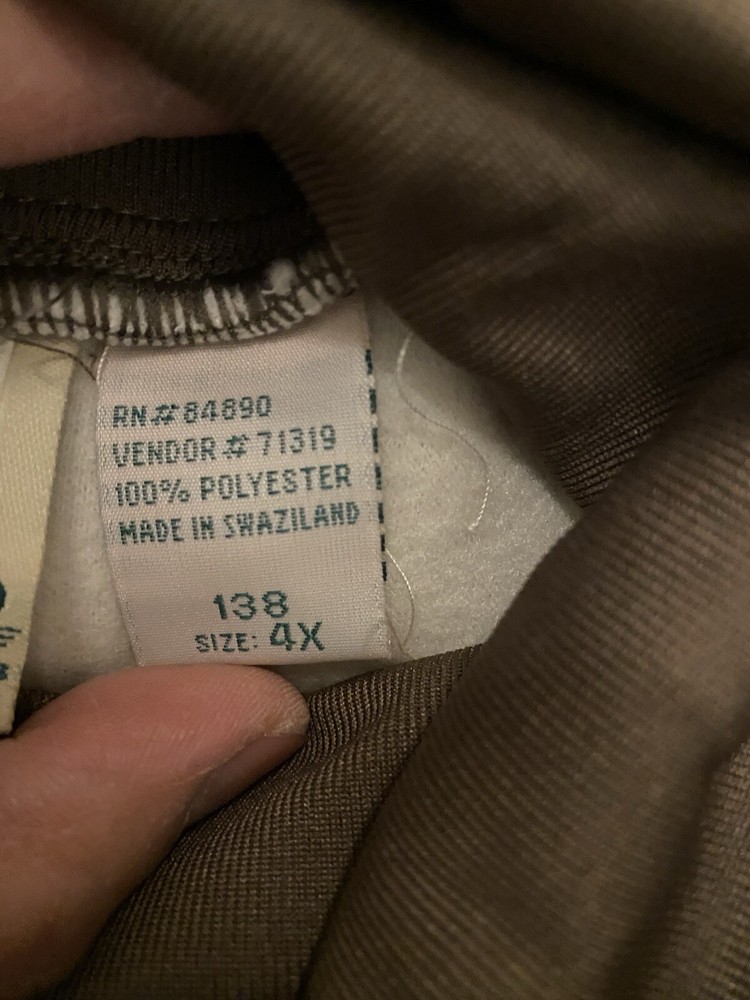 RN#84890
VENDOR#71319
100% POLYESTER
MADE IN SWAZILAND
138
SIZE: 4X